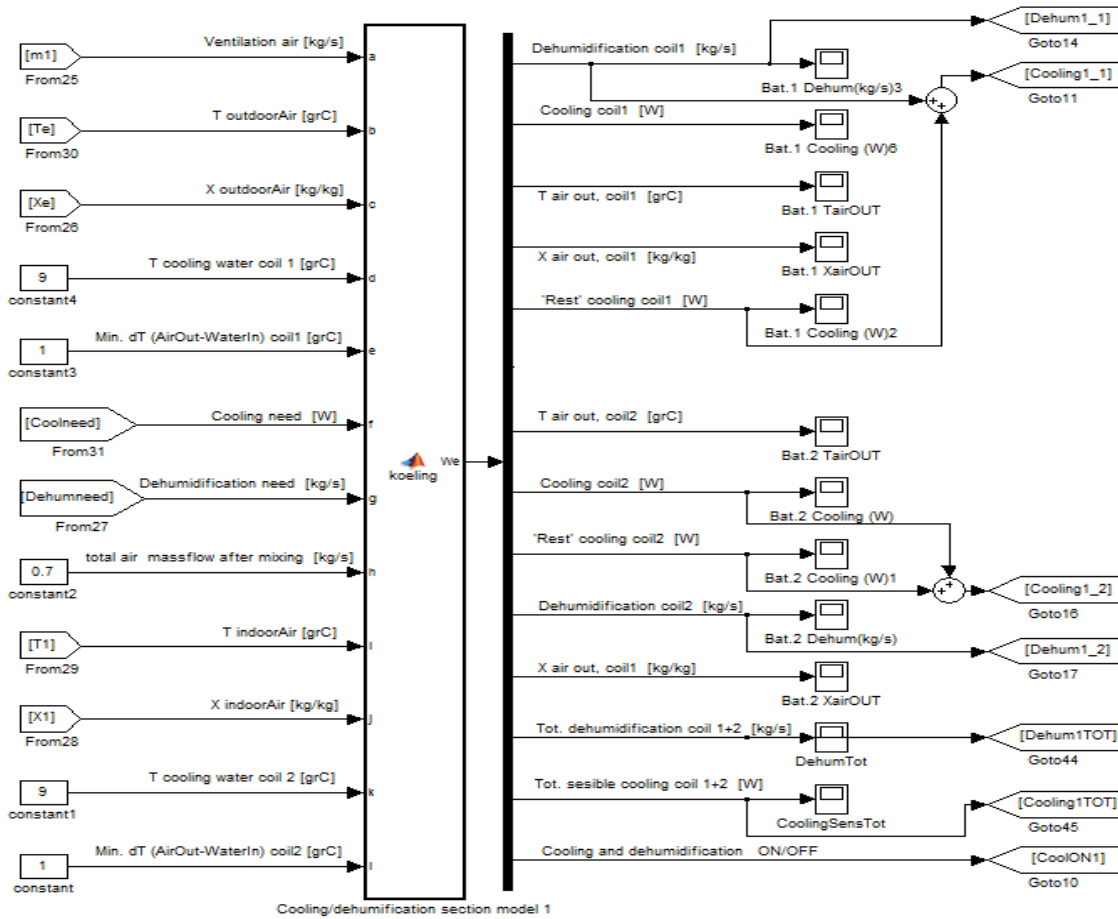 Ventilation air [kg/s]
[m1]
a
From25
T outdoorAir [grC]
[Te]
b
From30
X outdoorAir [kg/kg]
[Xe]
c
From26
T cooling water coil 1 [grC]
9
d
constant4
Min. dT (AirOut-WaterIn) coil1 [grC]
1
e
constant3
Cooling need [W]
[Coolneed]
f
From31
Dehumidification need [kg/s]
[Dehumneed]
g
From27
total air massflow after mixing [kg/s]
0.7
h
constant2
T indoorAir [grC]
[T1]
i
From29
X indoorAir [kg/kg]
[X1]
j
From28
T cooling water coil 2 [grC]
9
k
constant1
Min. dT (AirOut-WaterIn) coil2 [grC]
1
l
constant
koeling
We
Cooling/dehumification section model 1
Dehumidification coil1 [kg/s]
Bat.1 Dehum(kg/s)3
[Dehum1_1]
Goto14
[Cooling1_1]
Goto11
++
Cooling coil1 [W]
Bat.1 Cooling (W)6
T air out, coil1 [grC]
Bat.1 TairOUT
X air out, coil1 [kg/kg]
Bat.1 XairOUT
'Rest' cooling coil1 [W]
Bat.1 Cooling (W)2
T air out, coil2 [grC]
Bat.2 TairOUT
Cooling coil2 [W]
Bat.2 Cooling (W)
'Rest' cooling coil2 [W]
Bat.2 Cooling (W)1
++
[Cooling1_2]
Goto16
Dehumidification coil2 [kg/s]
Bat.2 Dehum(kg/s)
[Dehum1_2]
Goto17
X air out, coil1 [kg/kg]
Bat.2 XairOUT
Tot. dehumidification coil 1+2 [kg/s]
DehumTot
[Dehum1TOT]
Goto44
Tot. sesible cooling coil 1+2 [W]
CoolingSensTot
[Cooling1TOT]
Goto45
Cooling and dehumidification ON/OFF
[CoolON1]
Goto10